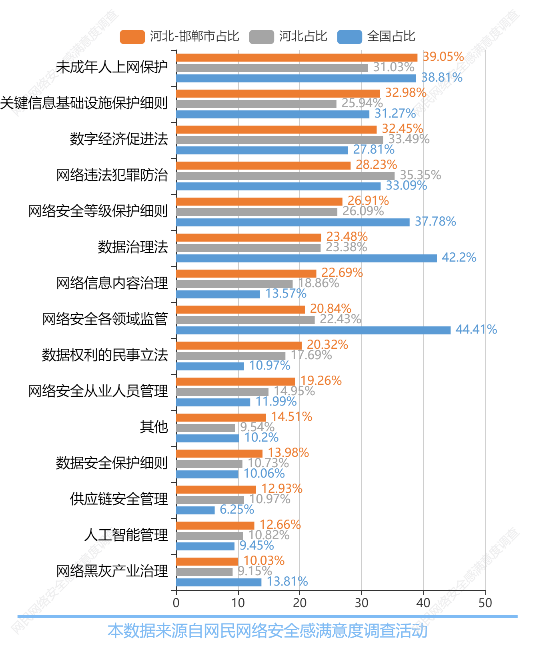 河北-邯郸市占比 河北占比 全国占比
未成年人上网保护 39.05% 31.03% 38.81%
关键信息基础设施保护细则 32.98% 25.94% 31.27%
数字经济促进法 32.45% 33.49% 27.81%
网络违法犯罪防治 28.23% 35.35% 33.09%
网络安全等级保护细则 26.91% 26.09% 37.78%
数据治理法 23.48% 23.38% 42.2%
网络信息内容治理 22.69% 18.86% 13.57%
网络安全各领域监管 20.84% 22.43% 44.41%
数据权利的民事立法 20.32% 17.69% 10.97%
网络安全从业人员管理 19.26% 14.95% 11.99%
其他 14.51% 9.54% 10.2%
数据安全保护细则 13.98% 10.73% 10.06%
供应链安全管理 12.93% 10.97% 6.25%
人工智能管理 12.66% 10.82% 9.45%
网络黑灰产业治理 10.03% 9.15% 13.81%
0 10 20 30 40 50
本数据来源自网民网络安全感满意度调查活动